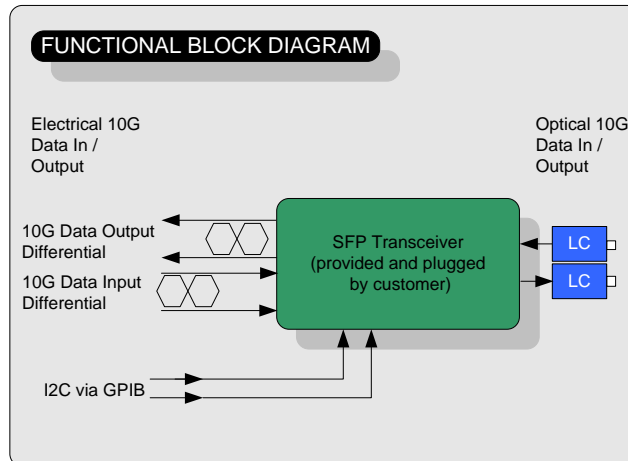 FUNCTIONAL BLOCK DIAGRAM
Electrical 10G
Data In /
Output
Optical 10G
Data In /
Output
10G Data Output
Differential
10G Data Input
Differential
SFP Transceiver
(provided and plugged
by customer)
LC
LC
I2C via GPIB